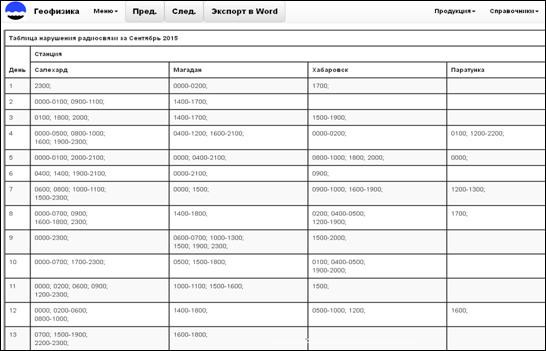 Геофизика Меню Пред. След. Экспорт в Word Продукция Справочники
Таблица нарушения радиосвязи за Сентябрь 2015
День Станция
Салехард Магадан Хабаровск Паратунка
1 2300; 0000-0200; 1700;
2 0000-0100; 0900-1100; 1400-1700;
3 0100; 1800; 2000; 1400-1700; 1500-1900;
4 0000-0500; 0800-1000; 0400-1200; 1600-2100; 0000-0200; 0100; 1200-2200;
1600; 1900-2300;
5 0000-0100; 2000-2100; 0000; 0400-2100; 0800-1000; 1800; 2000; 0000;
6 0400; 1400; 1900-2100; 0000-2100; 0900;
7 0600; 0800; 1000-1100; 0000; 1500; 0900-1000; 1600-1900; 1200-1300;
1500-2300;
8 0000-0700; 0900; 1400-1800; 0200; 0400-0500; 1700;
1600-1800; 2300; 1200-1900;
9 0000-2300; 0600-0700; 1000-1300; 1500-2000;
1500; 1900; 2300;
10 0000-0700; 1700-2300; 0500; 1500-1800; 0100; 0400-0500;
1900-2000;
11 0000; 0200; 0600; 0900; 1000-1100; 1500-1600; 1500;
1200-2300;
12 0000; 0200-0600; 1400-1800; 0500-1000; 1200; 1600;
0800-1000;
13 0700; 1500-1900; 1600-1800;
2200-2300;